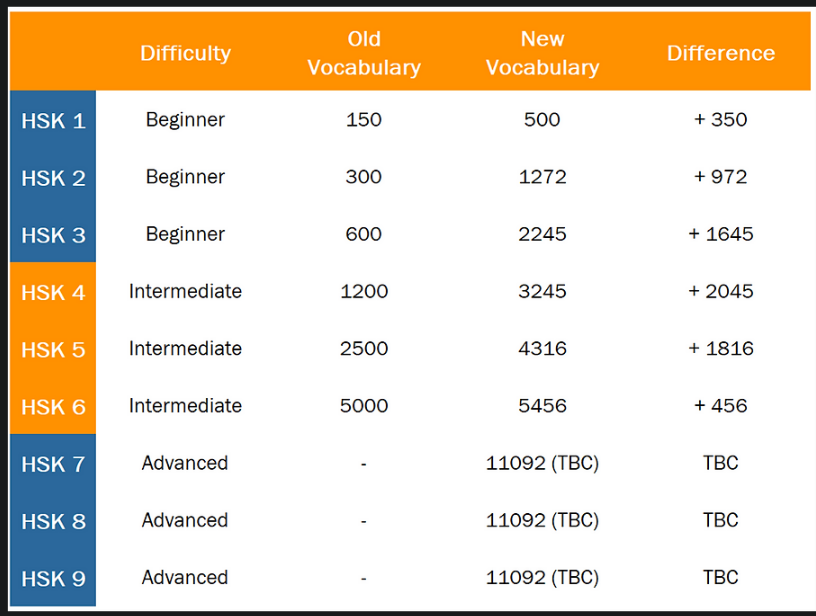 Difficulty Old Vocabulary New Vocabulary Difference
HSK 1 Beginner 150 500 + 350
HSK 2 Beginner 300 1272 + 972
HSK 3 Beginner 600 2245 + 1645
HSK 4 Intermediate 1200 3245 + 2045
HSK 5 Intermediate 2500 4316 + 1816
HSK 6 Intermediate 5000 5456 + 456
HSK 7 Advanced - 11092 (TBC) TBC
HSK 8 Advanced - 11092 (TBC) TBC
HSK 9 Advanced - 11092 (TBC) TBC